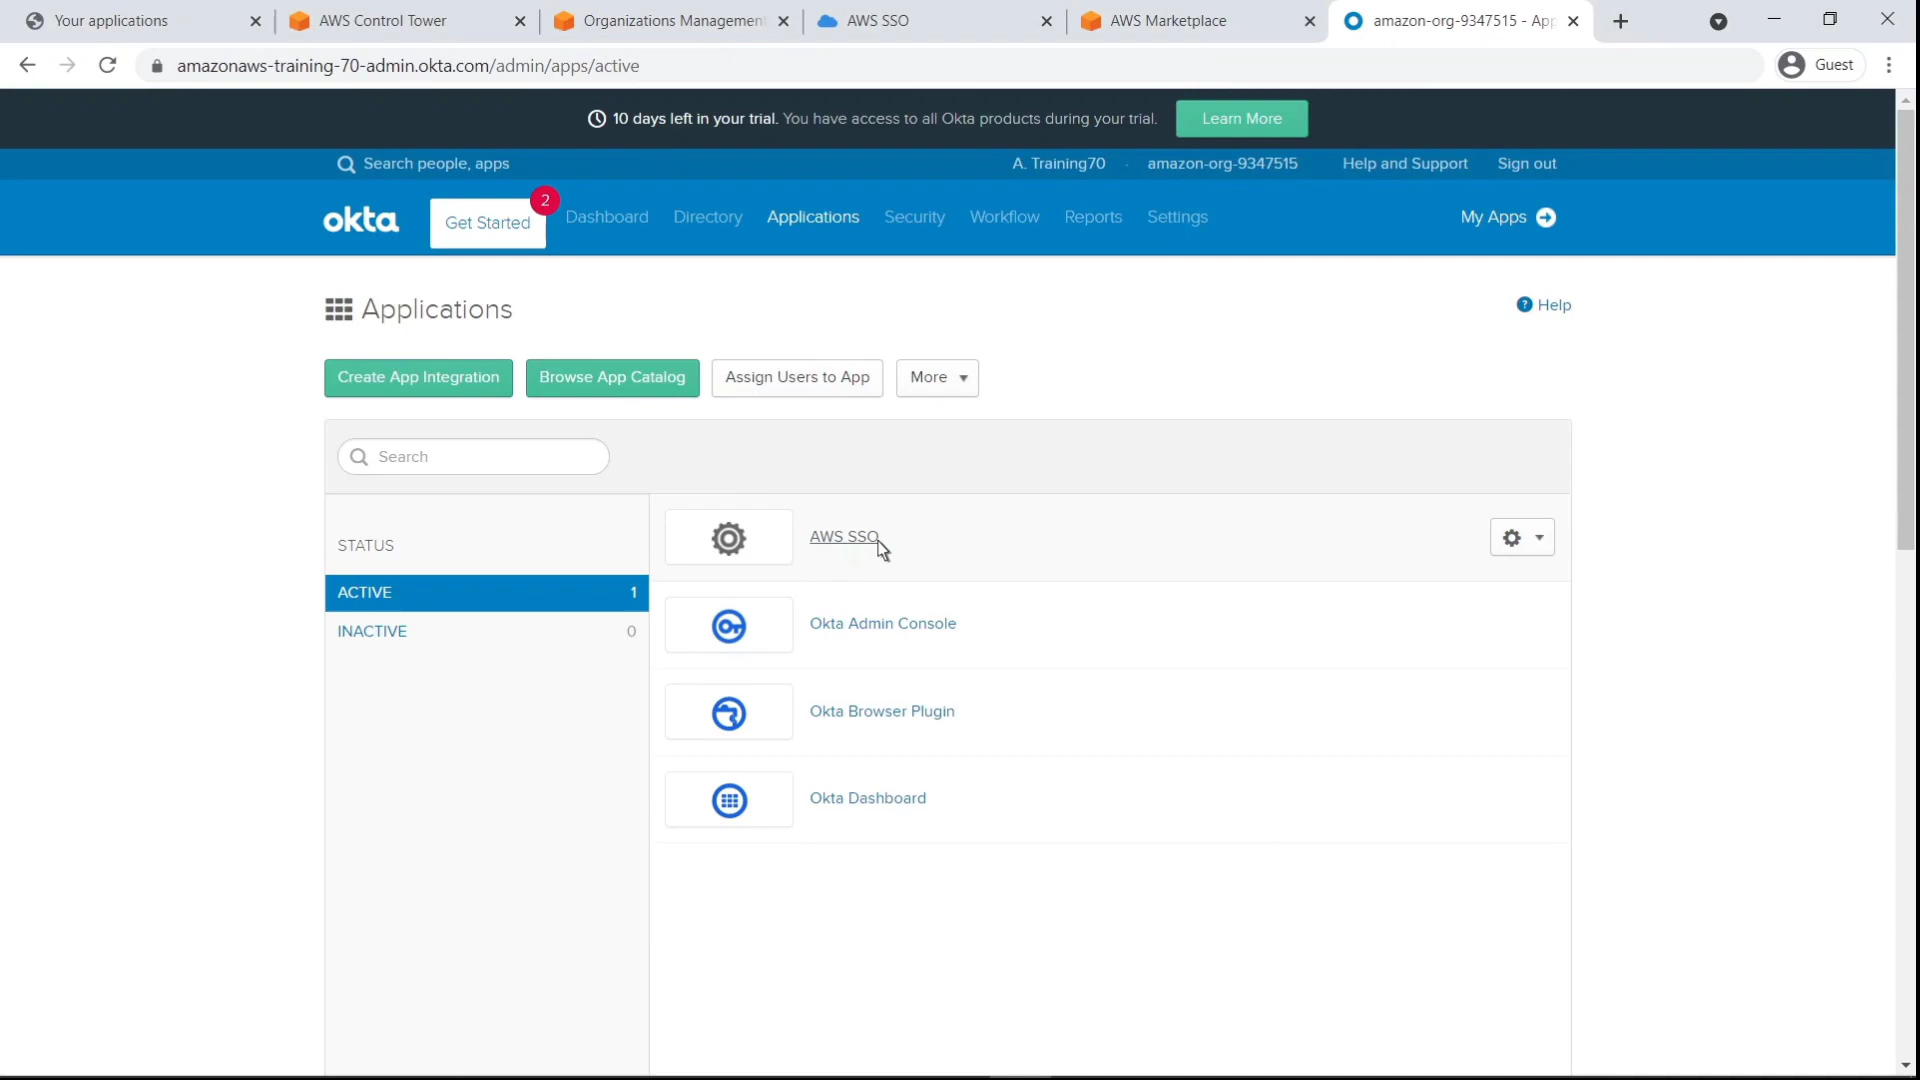 Your applications
AWS Control Tower
Organizations Management
AWS SSO
AWS Marketplace
amazon-org-9347515 - App
amazonaws-training-70-admin.okta.com/admin/apps/active
Guest
10 days left in your trial. You have access to all Okta products during your trial.
Learn More
Search people, apps
A. Training70 · amazon-org-9347515
Help and Support
Sign out
okta
Get Started
2
Dashboard
Directory
Applications
Security
Workflow
Reports
Settings
My Apps
Applications
Help
Create App Integration
Browse App Catalog
Assign Users to App
More
Search
STATUS
ACTIVE 1
INACTIVE 0
AWS SSO
Okta Admin Console
Okta Browser Plugin
Okta Dashboard